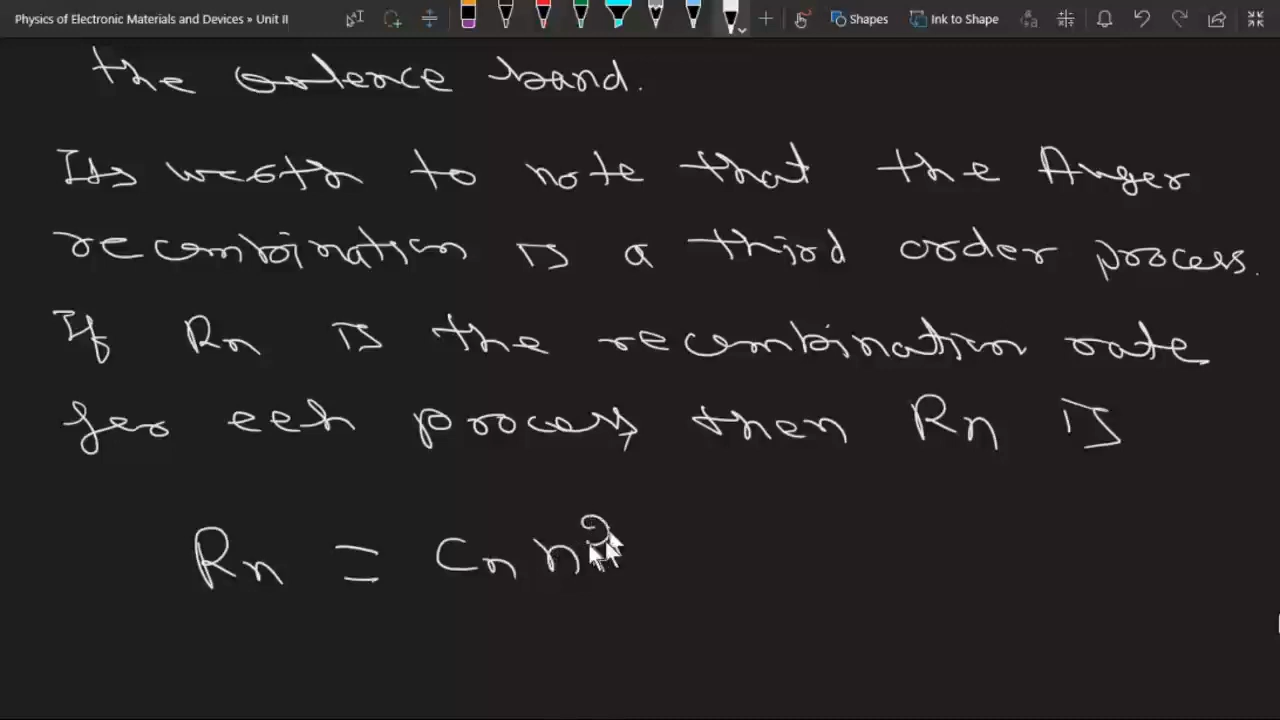 Physics of Electronic Materials and Devices » Unit II
Shapes
Ink to Shape
the valence band.
Its worth to note that the Auger
recombination is a third order process.
If Rn is the recombination rate
for eeh process, then Rn is
Rn = Cn n²